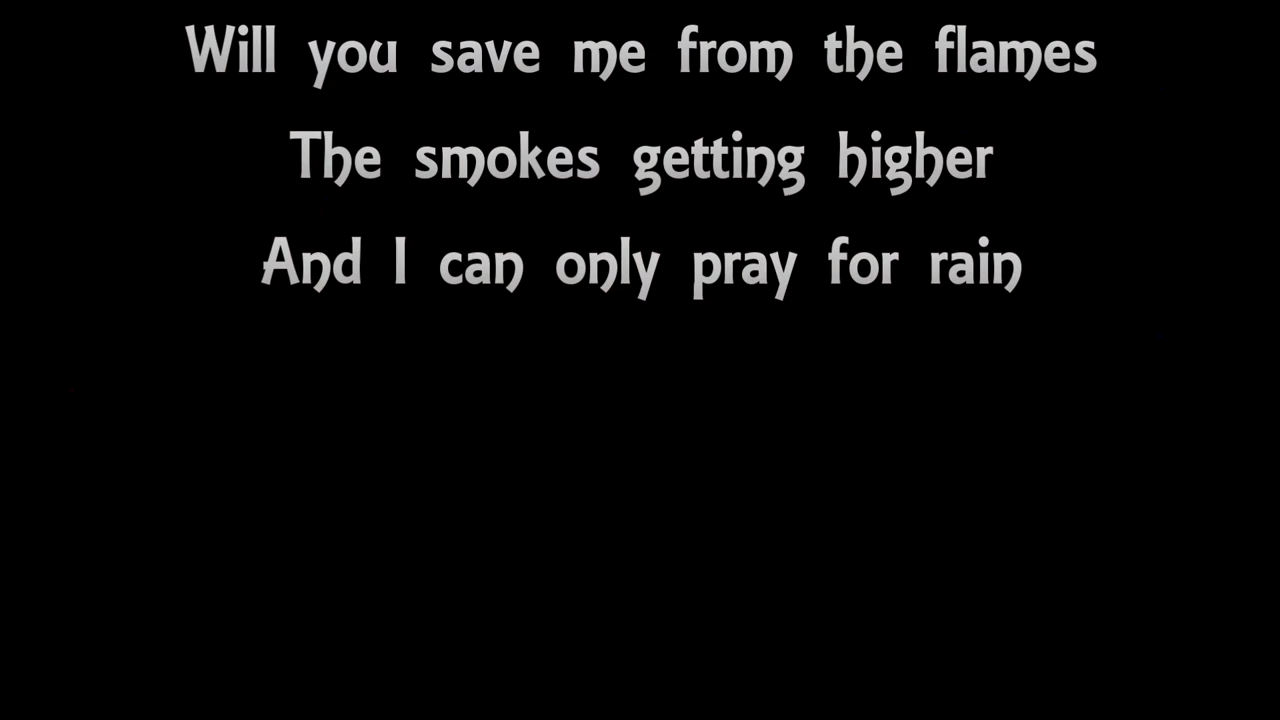 Will you save me from the flames
The smokes getting higher
And I can only pray for rain